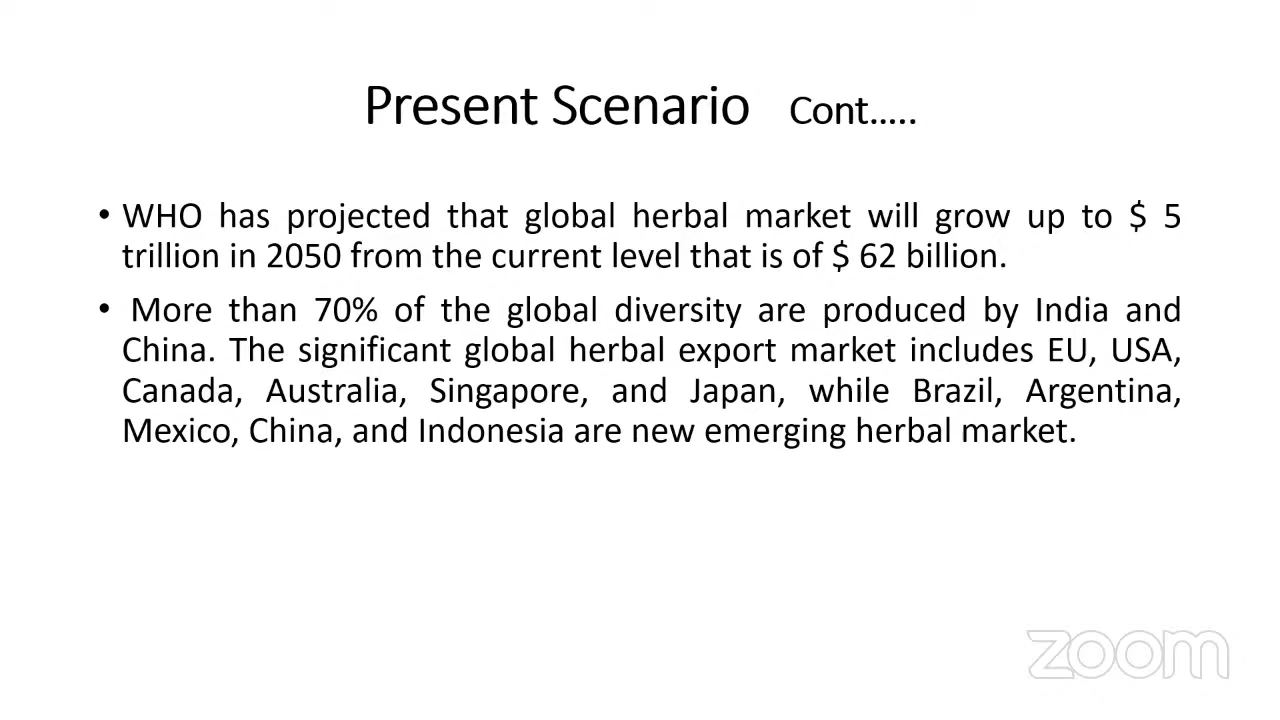 Present Scenario Cont.....
• WHO has projected that global herbal market will grow up to $ 5
trillion in 2050 from the current level that is of $ 62 billion.
• More than 70% of the global diversity are produced by India and
China. The significant global herbal export market includes EU, USA,
Canada, Australia, Singapore, and Japan, while Brazil, Argentina,
Mexico, China, and Indonesia are new emerging herbal market.
zoom